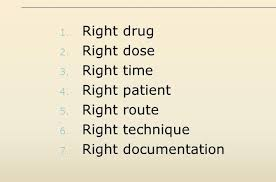 1. Right drug
2. Right dose
3. Right time
4. Right patient
5. Right route
6. Right technique
7. Right documentation